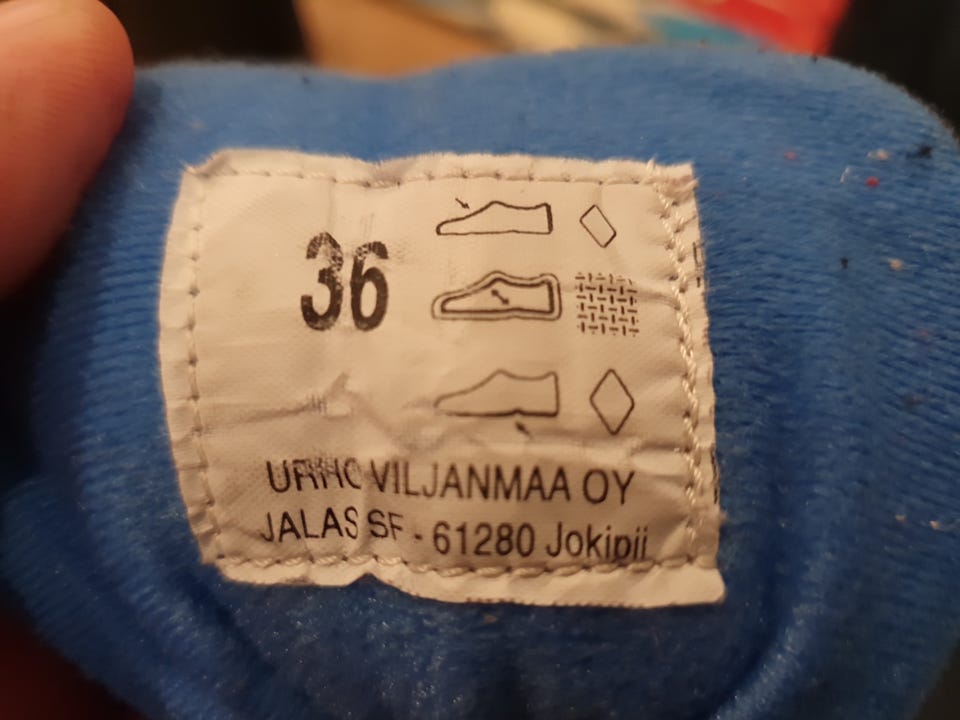 36
URHO VILJANMAA OY
JALAS SF - 61280 Jokipii